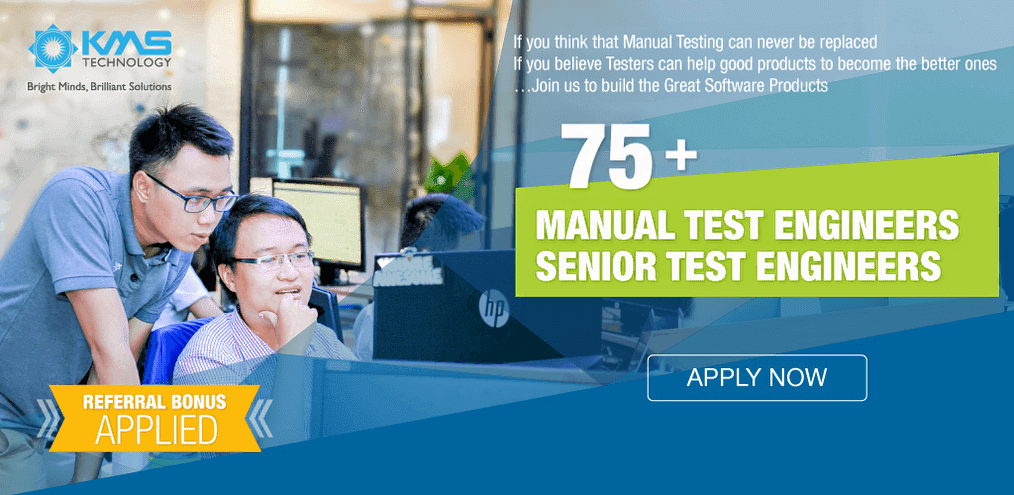 KMS
TECHNOLOGY
Bright Minds, Brilliant Solutions
If you think that Manual Testing can never be replaced
If you believe Testers can help good products to become the better ones
...Join us to build the Great Software Products
75+
MANUAL TEST ENGINEERS
SENIOR TEST ENGINEERS
hp
APPLY NOW
REFERRAL BONUS
APPLIED